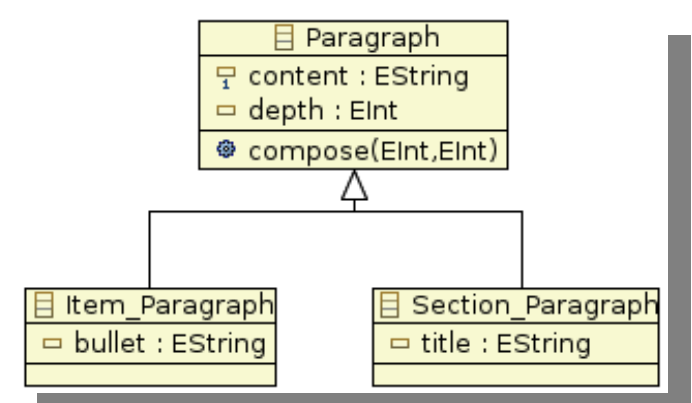 Paragraph
content : EString
depth : EInt
compose(EInt,EInt)
Item_Paragraph
bullet : EString
Section_Paragraph
title : EString